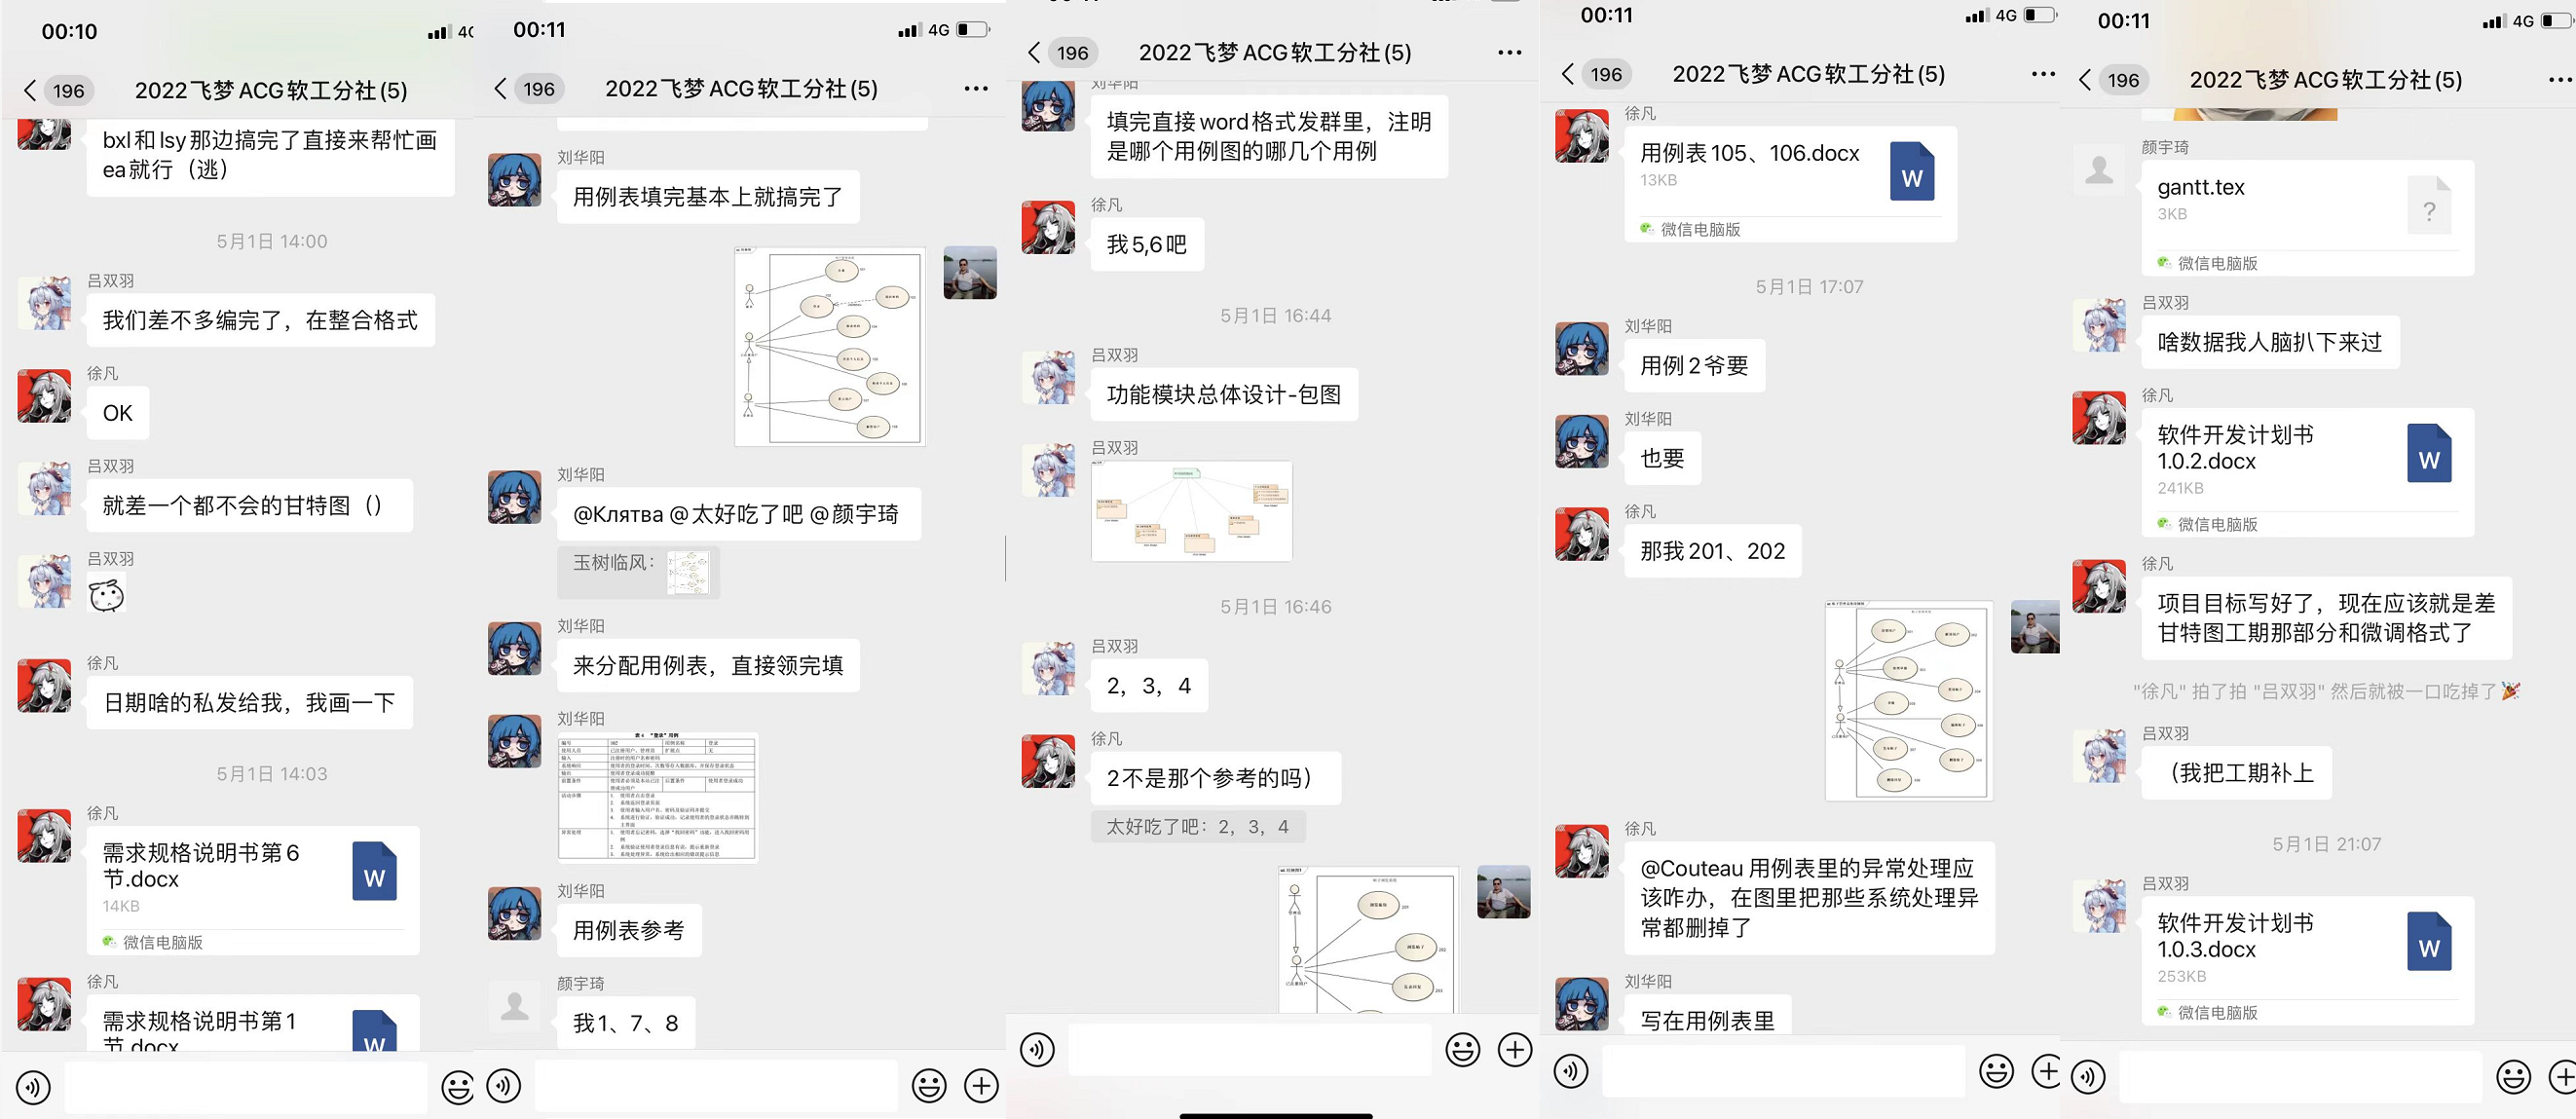 00:10
4G
196
2022飞梦ACG软工分社(5)
bxl和lsy那边搞完了直接来帮忙画
ea就行（逃）
5月1日 14:00
吕双羽
我们差不多编完了，在整合格式
徐凡
OK
吕双羽
就差一个都不会的甘特图（）
吕双羽
徐凡
日期啥的私发给我，我画一下
5月1日 14:03
徐凡
需求规格说明书第6
节.docx
14KB
W
微信电脑版
徐凡
需求规格说明书第1
节.docx
W
00:11
4G
196
2022飞梦ACG软工分社(5)
刘华阳
用例表填完基本上就搞完了
刘华阳
@Клятва @太好吃了吧 @颜宇琦
玉树临风：
刘华阳
来分配用例表，直接领完填
刘华阳
刘华阳
用例表参考
颜宇琦
我1、7、8
196
2022飞梦ACG软工分社(5)
刘华阳
填完直接word格式发群里，注明
是哪个用例图的哪几个用例
徐凡
我5,6吧
5月1日 16:44
吕双羽
功能模块总体设计-包图
吕双羽
5月1日 16:46
吕双羽
2，3，4
徐凡
2不是那个参考的吗）
太好吃了吧：2，3，4
00:11
4G
196
2022飞梦ACG软工分社(5)
徐凡
用例表105、106.docx
13KB
W
微信电脑版
5月1日 17:07
刘华阳
用例2爷要
刘华阳
也要
徐凡
那我201、202
徐凡
@Couteau 用例表里的异常处理应
该咋办，在图里把那些系统处理异
常都删掉了
刘华阳
写在用例表里
00:11
4G
196
2022飞梦ACG软工分社(5)
颜宇琦
gantt.tex
3KB
?
微信电脑版
吕双羽
啥数据我人脑扒下来过
徐凡
软件开发计划书
1.0.2.docx
241KB
W
微信电脑版
徐凡
项目目标写好了，现在应该就是差
甘特图工期那部分和微调格式了
"徐凡" 拍了拍 "吕双羽" 然后就被一口吃掉了🎉
吕双羽
（我把工期补上
5月1日 21:07
吕双羽
软件开发计划书
1.0.3.docx
253KB
W
微信电脑版